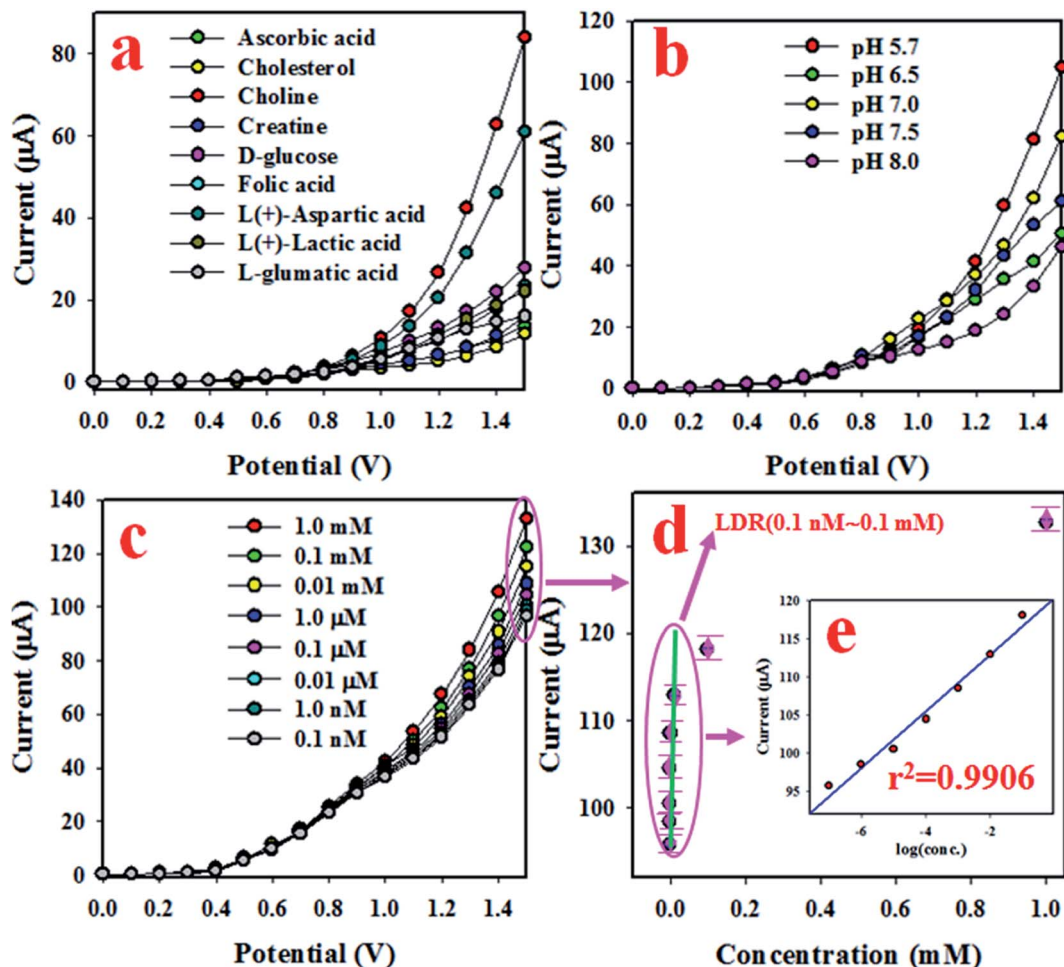 a
Ascorbic acid
Cholesterol
Choline
Creatine
D-glucose
Folic acid
L(+)-Aspartic acid
L(+)-Lactic acid
L-glumatic acid
Current (µA)
80
60
40
20
0
0.0 0.2 0.4 0.6 0.8 1.0 1.2 1.4
Potential (V)
b
pH 5.7
pH 6.5
pH 7.0
pH 7.5
pH 8.0
Current (µA)
120
100
80
60
40
20
0
0.0 0.2 0.4 0.6 0.8 1.0 1.2 1.4
Potential (V)
c
1.0 mM
0.1 mM
0.01 mM
1.0 µM
0.1 µM
0.01 µM
1.0 nM
0.1 nM
Current (µA)
140
120
100
80
60
40
20
0
0.0 0.2 0.4 0.6 0.8 1.0 1.2 1.4
Potential (V)
d
LDR(0.1 nM~0.1 mM)
Current (µA)
130
120
110
100
0.0 0.2 0.4 0.6 0.8 1.0
Concentration (mM)
e
r²=0.9906
Current (µA)
120
115
110
105
100
95
-6 -4 -2
log(conc.)